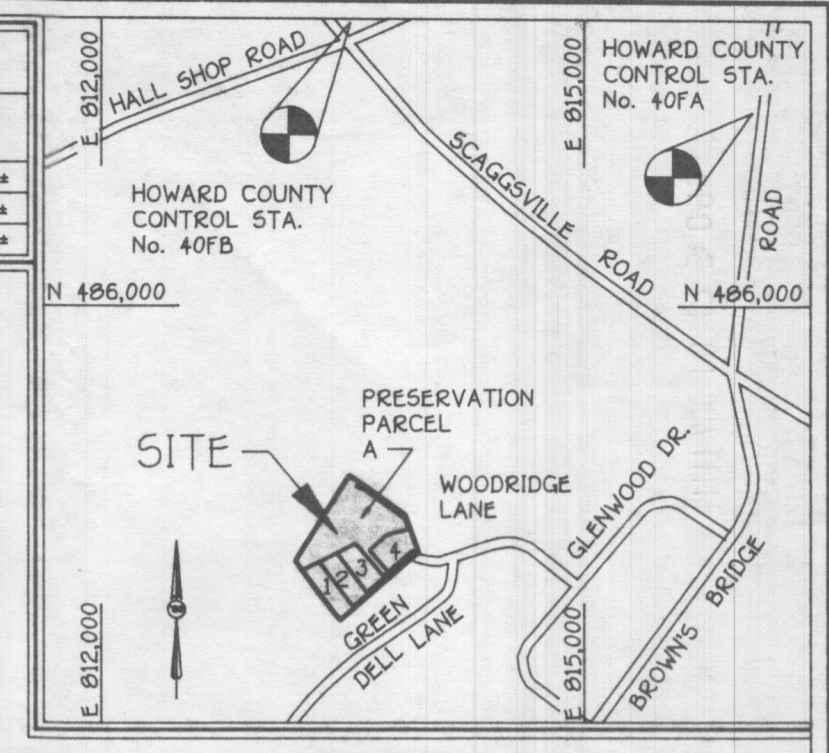 E 812,000
HALL SHOP ROAD
E 815,000
HOWARD COUNTY
CONTROL STA.
No. 40FA
SCAGGSVILLE ROAD
ROAD
HOWARD COUNTY
CONTROL STA.
No. 40FB
±
±
±
N 486,000
N 486,000
PRESERVATION
PARCEL
A
SITE
WOODRIDGE
LANE
GLENWOOD DR.
1
2
3
4
GREEN
DELL LANE
BROWN'S BRIDGE
E 812,000
E 815,000